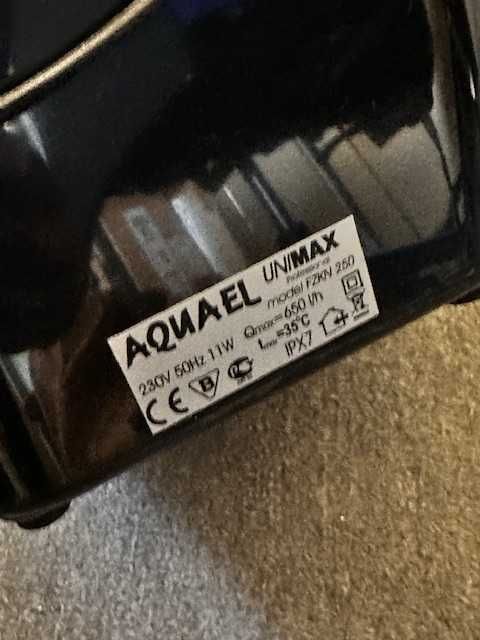 AQUAEL UNIMAX
Professional
model FZKN 250
230V 50Hz 11W Qmax=650 l/h
tmax=35°C
IPX7
CE B